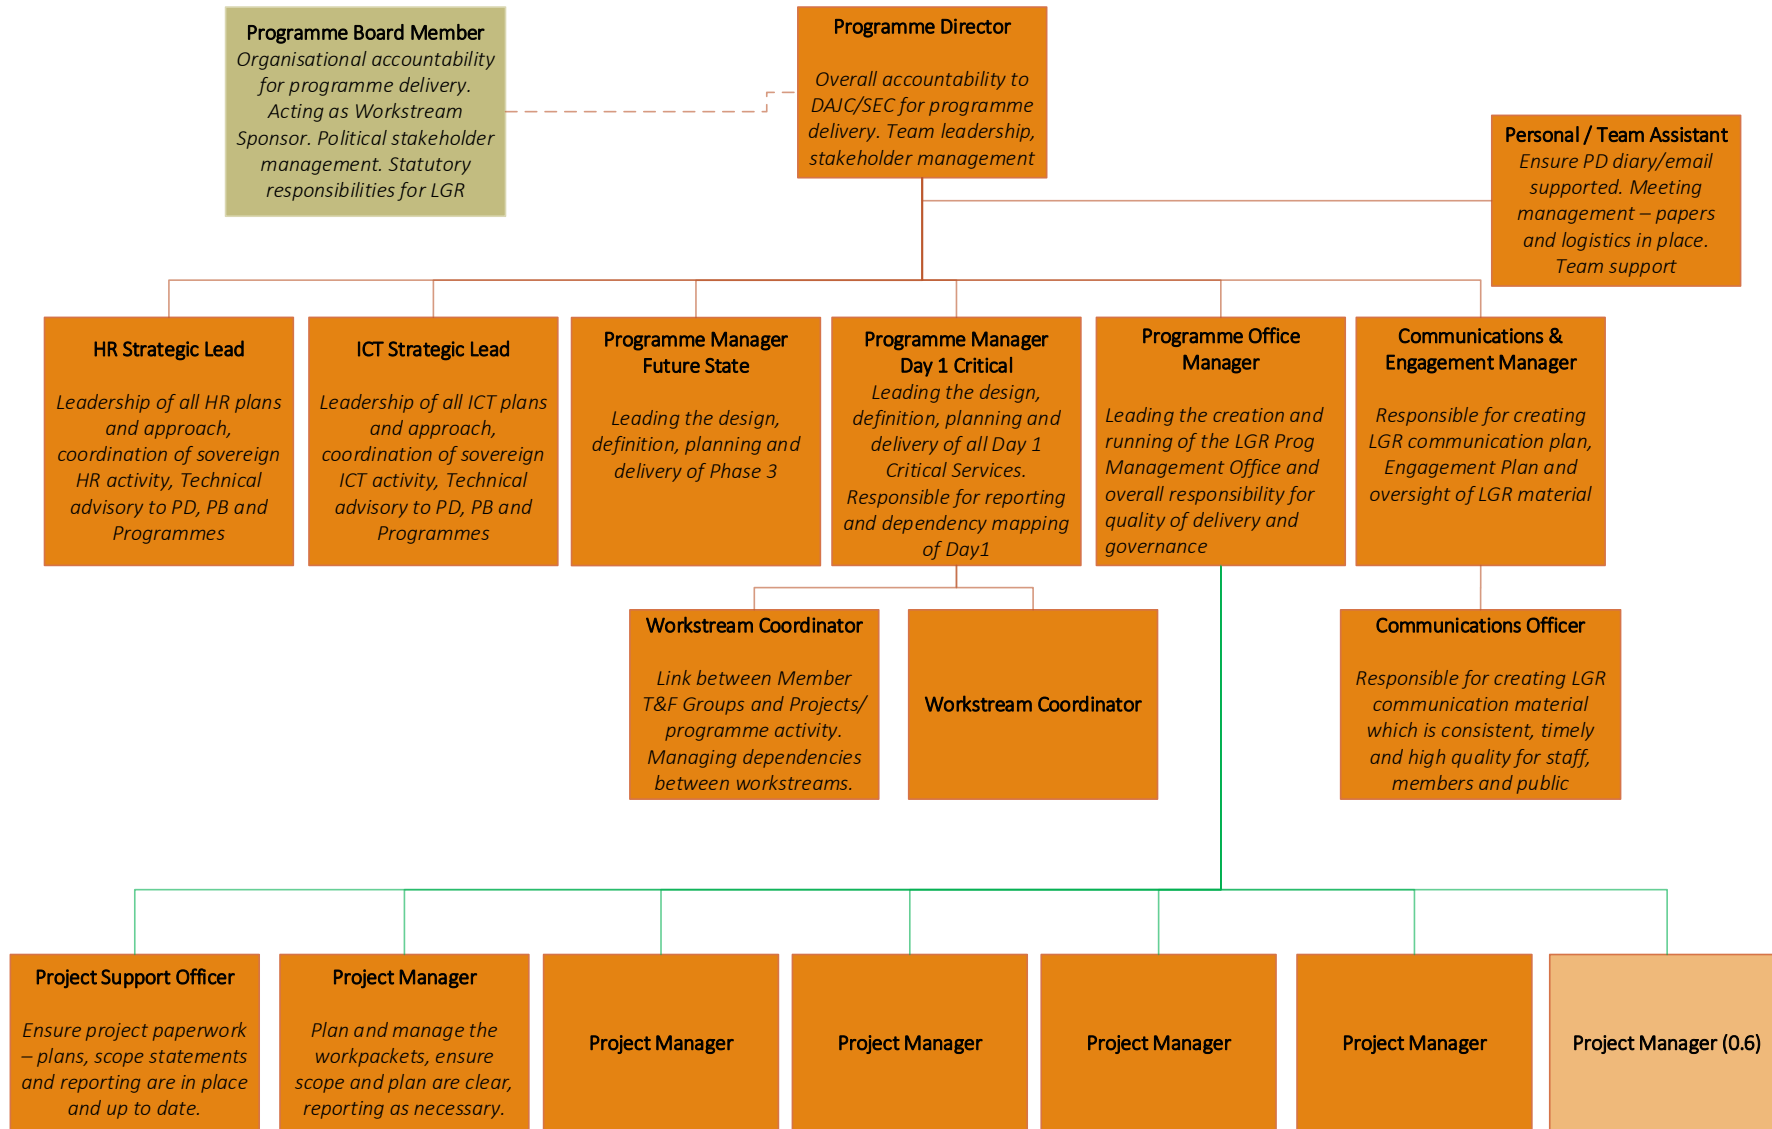 Programme Board Member
Organisational accountability
for programme delivery.
Acting as Workstream
Sponsor. Political stakeholder
management. Statutory
responsibilities for LGR
Programme Director
Overall accountability to
DAJC/SEC for programme
delivery. Team leadership,
stakeholder management
Personal / Team Assistant
Ensure PD diary/email
supported. Meeting
management – papers
and logistics in place.
Team support
HR Strategic Lead
Leadership of all HR plans
and approach,
coordination of sovereign
HR activity, Technical
advisory to PD, PB and
Programmes
ICT Strategic Lead
Leadership of all ICT plans
and approach,
coordination of sovereign
ICT activity, Technical
advisory to PD, PB and
Programmes
Programme Manager
Future State
Leading the design,
definition, planning and
delivery of Phase 3
Programme Manager
Day 1 Critical
Leading the design,
definition, planning and
delivery of all Day 1
Critical Services.
Responsible for reporting
and dependency mapping
of Day1
Programme Office
Manager
Leading the creation and
running of the LGR Prog
Management Office and
overall responsibility for
quality of delivery and
governance
Communications &
Engagement Manager
Responsible for creating
LGR communication plan,
Engagement Plan and
oversight of LGR material
Workstream Coordinator
Link between Member
T&F Groups and Projects/
programme activity.
Managing dependencies
between workstreams.
Workstream Coordinator
Communications Officer
Responsible for creating LGR
communication material
which is consistent, timely
and high quality for staff,
members and public
Project Support Officer
Ensure project paperwork
– plans, scope statements
and reporting are in place
and up to date.
Project Manager
Plan and manage the
workpackets, ensure
scope and plan are clear,
reporting as necessary.
Project Manager
Project Manager
Project Manager
Project Manager
Project Manager (0.6)